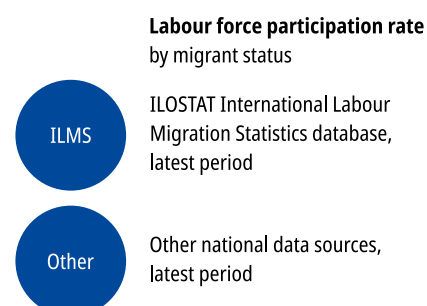 Labour force participation rate
by migrant status
ILMS
ILOSTAT International Labour
Migration Statistics database,
latest period
Other
Other national data sources,
latest period